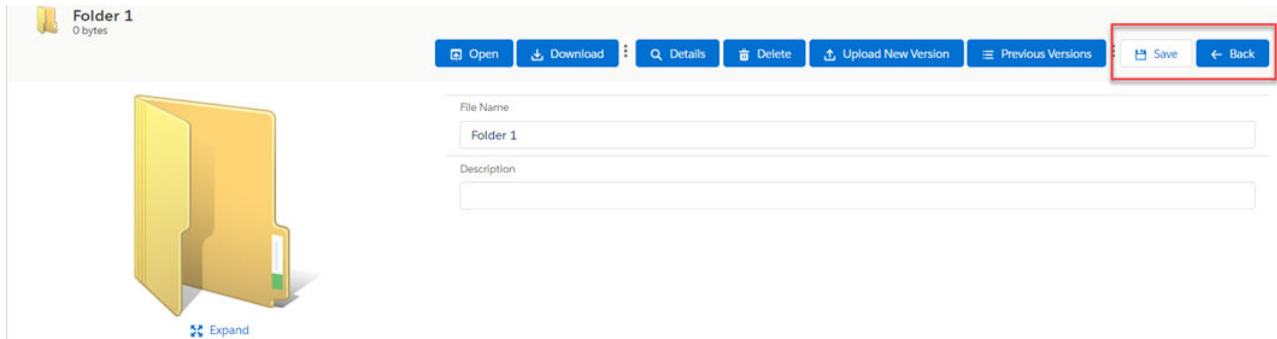 Folder 1
0 bytes
Open Download Details Delete Upload New Version Previous Versions Save Back
File Name
Folder 1
Description
Expand